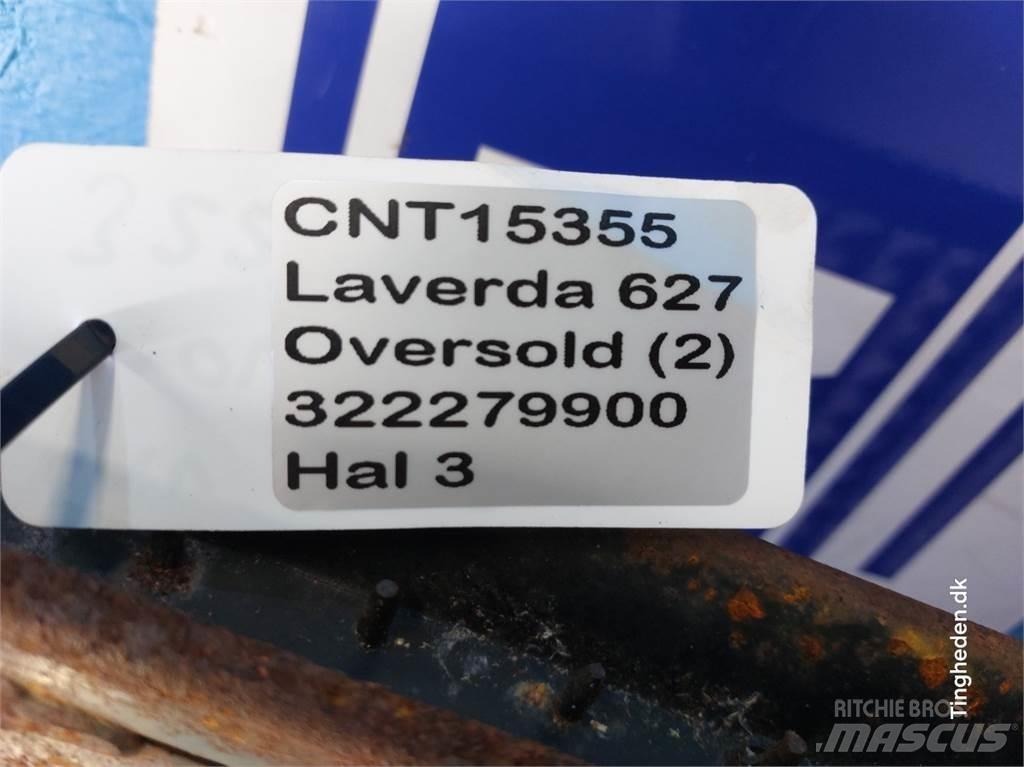 CNT15355
Laverda 627
Oversold (2)
322279900
Hal 3
Tingheden.dk
RITCHIE BROS
MASCUS